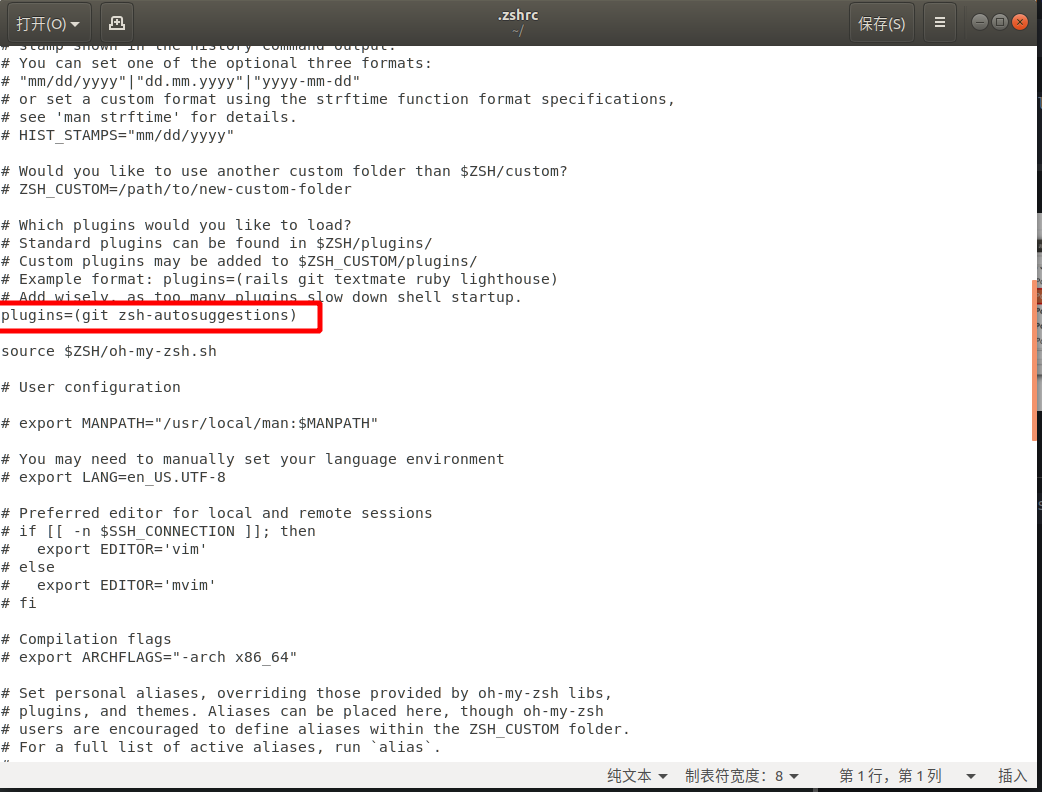 打开(O)
.zshrc
~/
保存(S)
# stamp shown in the history command output.
# You can set one of the optional three formats:
# "mm/dd/yyyy"|"dd.mm.yyyy"|"yyyy-mm-dd"
# or set a custom format using the strftime function format specifications,
# see 'man strftime' for details.
# HIST_STAMPS="mm/dd/yyyy"
# Would you like to use another custom folder than $ZSH/custom?
# ZSH_CUSTOM=/path/to/new-custom-folder
# Which plugins would you like to load?
# Standard plugins can be found in $ZSH/plugins/
# Custom plugins may be added to $ZSH_CUSTOM/plugins/
# Example format: plugins=(rails git textmate ruby lighthouse)
# Add wisely, as too many plugins slow down shell startup.
plugins=(git zsh-autosuggestions)
source $ZSH/oh-my-zsh.sh
# User configuration
# export MANPATH="/usr/local/man:$MANPATH"
# You may need to manually set your language environment
# export LANG=en_US.UTF-8
# Preferred editor for local and remote sessions
# if [[ -n $SSH_CONNECTION ]]; then
#   export EDITOR='vim'
# else
#   export EDITOR='mvim'
# fi
# Compilation flags
# export ARCHFLAGS="-arch x86_64"
# Set personal aliases, overriding those provided by oh-my-zsh libs,
# plugins, and themes. Aliases can be placed here, though oh-my-zsh
# users are encouraged to define aliases within the ZSH_CUSTOM folder.
# For a full list of active aliases, run `alias`.
#
纯文本 制表符宽度：8 第 1 行，第 1 列 插入